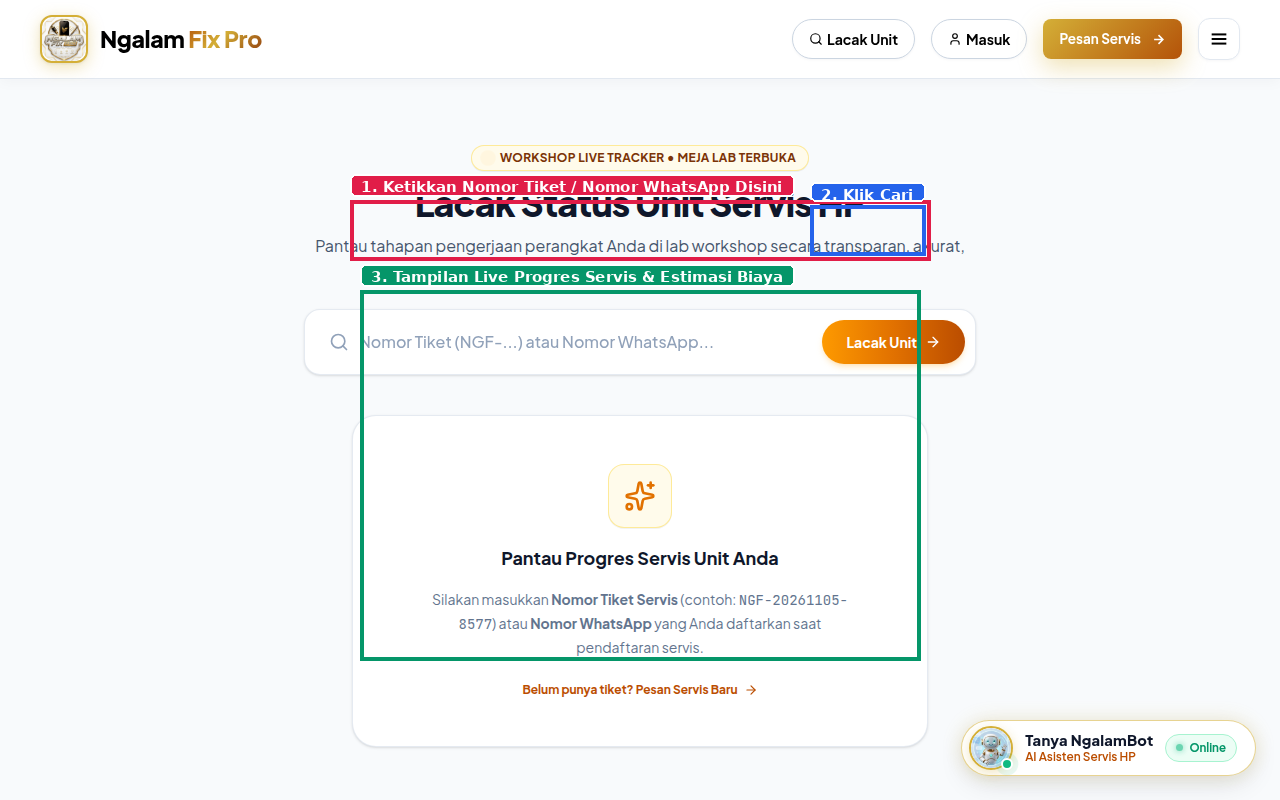 Ngalam Fix Pro
Lacak Unit
Masuk
Pesan Servis
WORKSHOP LIVE TRACKER ● MEJA LAB TERBUKA
1. Ketikkan Nomor Tiket / Nomor WhatsApp Disini
2. Klik Cari
Lacak Status Unit Servis HP
Pantau tahapan pengerjaan perangkat Anda di lab workshop secara transparan, akurat,
3. Tampilan Live Progres Servis & Estimasi Biaya
Nomor Tiket (NGF-...) atau Nomor WhatsApp...
Lacak Unit
Pantau Progres Servis Unit Anda
Silakan masukkan Nomor Tiket Servis (contoh: NGF-20261105-
8577) atau Nomor WhatsApp yang Anda daftarkan saat
pendaftaran servis.
Belum punya tiket? Pesan Servis Baru
Tanya NgalamBot
AI Asisten Servis HP
Online